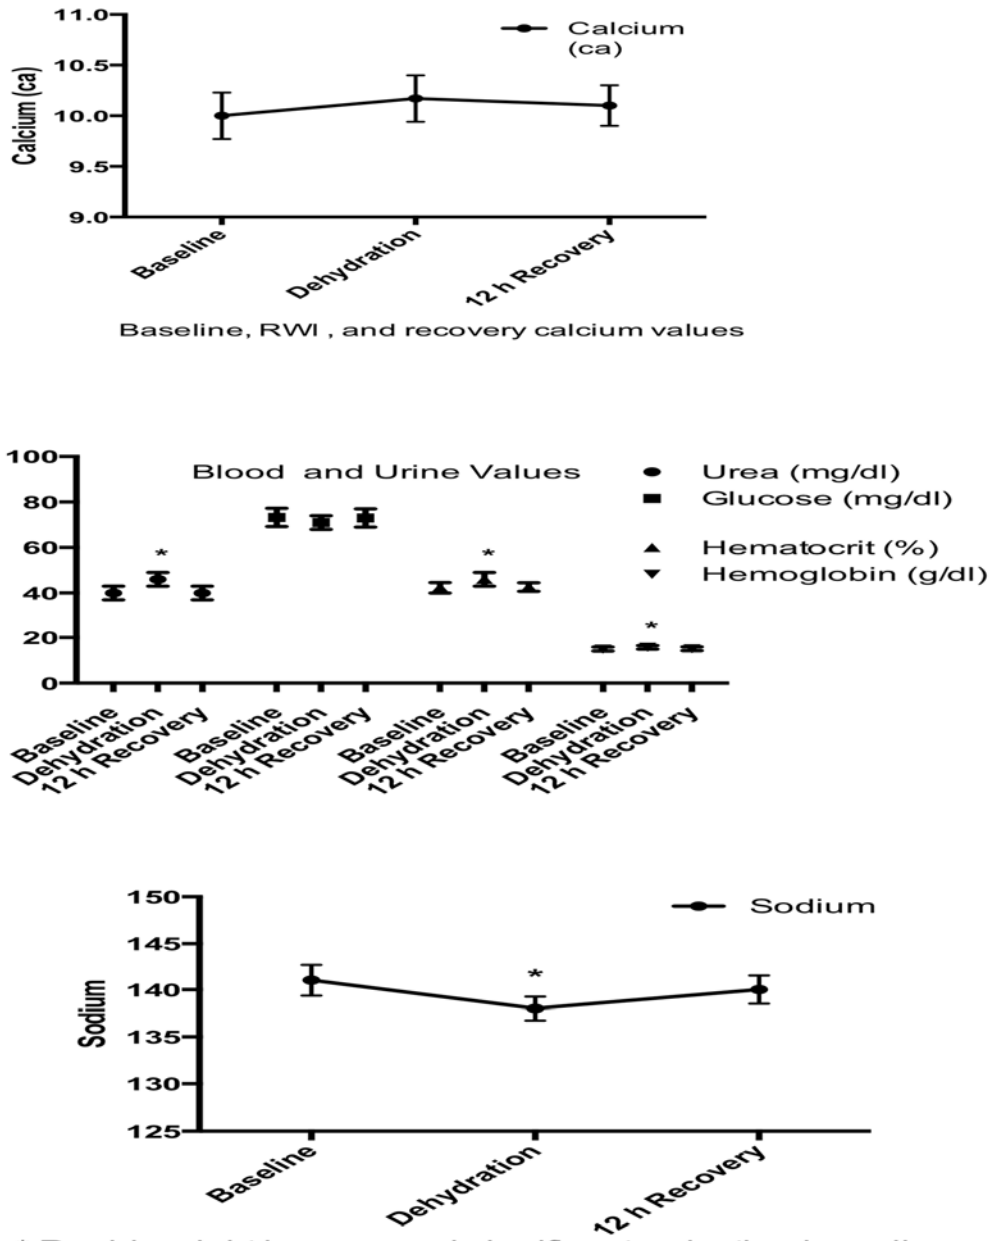 11.0
10.5
10.0
9.5
9.0
Calcium (ca)
Calcium
(ca)
Baseline
Dehydration
12 h Recovery
Baseline, RWI , and recovery calcium values
100
80
60
40
20
0
Blood and Urine Values
Urea (mg/dl)
Glucose (mg/dl)
Hematocrit (%)
Hemoglobin (g/dl)
*
*
*
Baseline
Dehydration
12 h Recovery
Baseline
Dehydration
12 h Recovery
Baseline
Dehydration
12 h Recovery
Baseline
Dehydration
12 h Recovery
150
145
140
135
130
125
Sodium
Sodium
*
Baseline
Dehydration
12 h Recovery